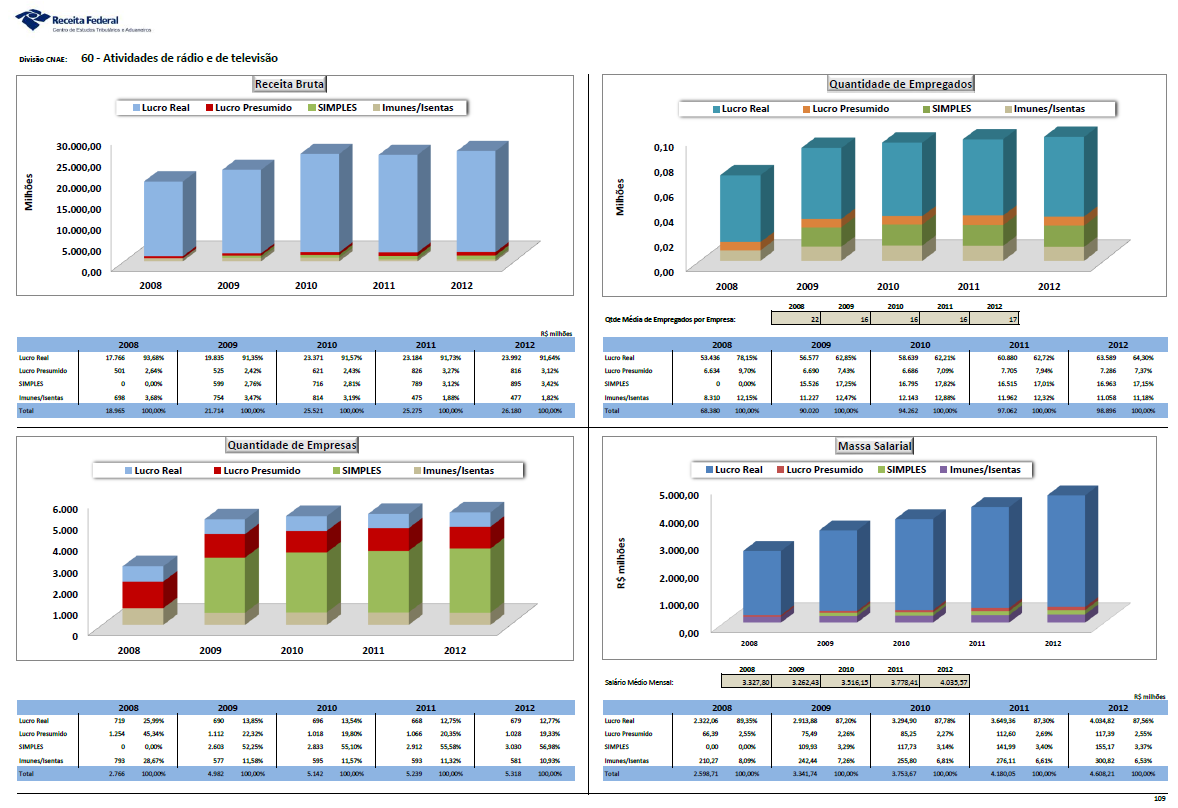 Receita Federal
Centro de Estudos Tributários e Aduaneiros
Divisão CNAE: 60 - Atividades de rádio e de televisão
Receita Bruta
Lucro Real Lucro Presumido SIMPLES Imunes/Isentas
Milhões
30.000,00
25.000,00
20.000,00
15.000,00
10.000,00
5.000,00
0,00
2008 2009 2010 2011 2012
R$ milhões
2008 2009 2010 2011 2012
Lucro Real 17.766 93,68% 19.835 91,35% 23.371 91,57% 23.184 91,73% 23.992 91,64%
Lucro Presumido 501 2,64% 525 2,42% 621 2,43% 826 3,27% 816 3,12%
SIMPLES 0 0,00% 599 2,76% 716 2,81% 789 3,12% 895 3,42%
Imunes/Isentas 698 3,68% 754 3,47% 814 3,19% 475 1,88% 477 1,82%
Total 18.965 100,00% 21.714 100,00% 25.521 100,00% 25.275 100,00% 26.180 100,00%
Quantidade de Empregados
Lucro Real Lucro Presumido SIMPLES Imunes/Isentas
Milhões
0,10
0,08
0,06
0,04
0,02
0,00
2008 2009 2010 2011 2012
2008 2009 2010 2011 2012
Qtde Média de Empregados por Empresa: 22 16 16 16 17
2008 2009 2010 2011 2012
Lucro Real 53.436 78,15% 56.577 62,85% 58.639 62,21% 60.880 62,72% 63.589 64,30%
Lucro Presumido 6.634 9,70% 6.690 7,43% 6.686 7,09% 7.705 7,94% 7.286 7,37%
SIMPLES 0 0,00% 15.526 17,25% 16.795 17,82% 16.515 17,01% 16.963 17,15%
Imunes/Isentas 8.310 12,15% 11.227 12,47% 12.143 12,88% 11.962 12,32% 11.058 11,18%
Total 68.380 100,00% 90.020 100,00% 94.262 100,00% 97.062 100,00% 98.896 100,00%
Quantidade de Empresas
Lucro Real Lucro Presumido SIMPLES Imunes/Isentas
6.000
5.000
4.000
3.000
2.000
1.000
0
2008 2009 2010 2011 2012
2008 2009 2010 2011 2012
Lucro Real 719 25,99% 690 13,85% 696 13,54% 668 12,75% 679 12,77%
Lucro Presumido 1.254 45,34% 1.112 22,32% 1.018 19,80% 1.066 20,35% 1.028 19,33%
SIMPLES 0 0,00% 2.603 52,25% 2.833 55,10% 2.912 55,58% 3.030 56,98%
Imunes/Isentas 793 28,67% 577 11,58% 595 11,57% 593 11,32% 581 10,93%
Total 2.766 100,00% 4.982 100,00% 5.142 100,00% 5.239 100,00% 5.318 100,00%
Massa Salarial
Lucro Real Lucro Presumido SIMPLES Imunes/Isentas
R$ milhões
5.000,00
4.000,00
3.000,00
2.000,00
1.000,00
0,00
2008 2009 2010 2011 2012
2008 2009 2010 2011 2012
Salário Médio Mensal: 3.327,80 3.262,43 3.516,15 3.778,41 4.035,57
R$ milhões
2008 2009 2010 2011 2012
Lucro Real 2.322,06 89,35% 2.913,88 87,20% 3.294,90 87,78% 3.649,36 87,30% 4.034,82 87,56%
Lucro Presumido 66,39 2,55% 75,49 2,26% 85,25 2,27% 112,60 2,69% 117,39 2,55%
SIMPLES 0,00 0,00% 109,93 3,29% 117,73 3,14% 141,99 3,40% 155,17 3,37%
Imunes/Isentas 210,27 8,09% 242,44 7,26% 255,80 6,81% 276,11 6,61% 300,82 6,53%
Total 2.598,71 100,00% 3.341,74 100,00% 3.753,67 100,00% 4.180,05 100,00% 4.608,21 100,00%
109